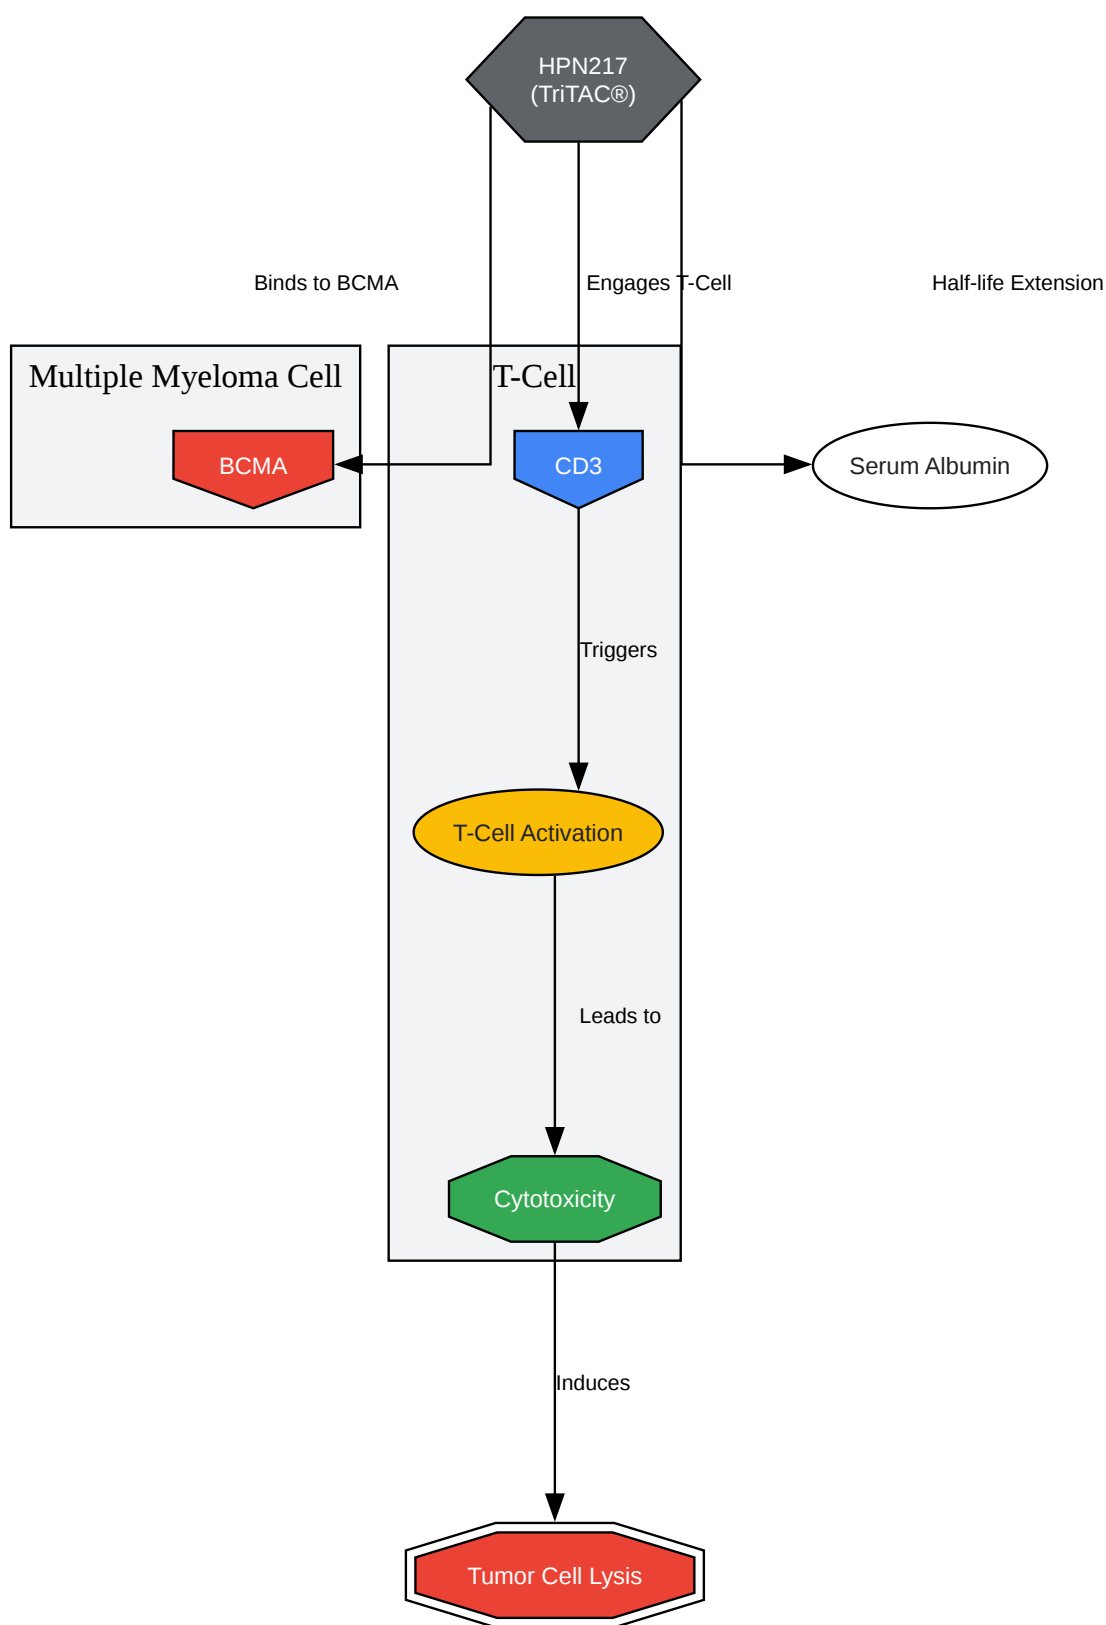 HPN217
(TriTAC®)
Binds to BCMA
Engages T-Cell
Half-life Extension
Multiple Myeloma Cell
T-Cell
BCMA
CD3
Serum Albumin
Triggers
T-Cell Activation
Leads to
Cytotoxicity
Induces
Tumor Cell Lysis